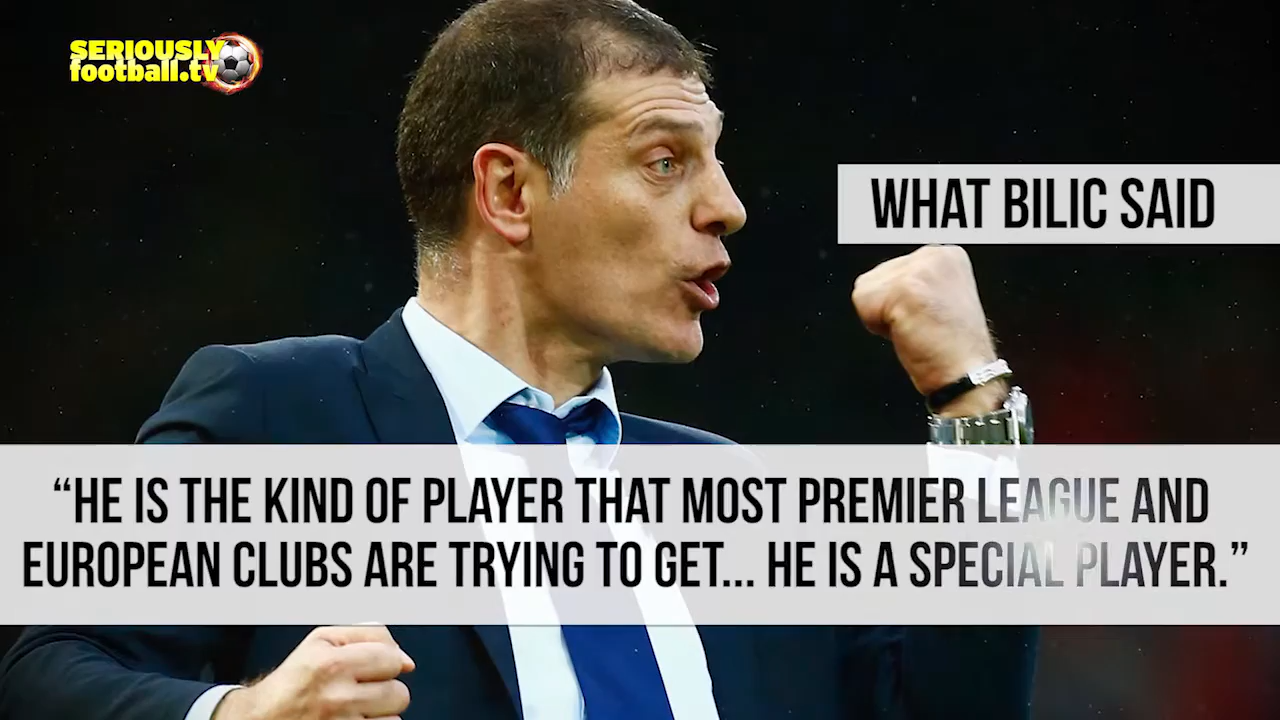 SERIOUSLY
football.tv
WHAT BILIC SAID
“HE IS THE KIND OF PLAYER THAT MOST PREMIER LEAGUE AND
EUROPEAN CLUBS ARE TRYING TO GET... HE IS A SPECIAL PLAYER.”